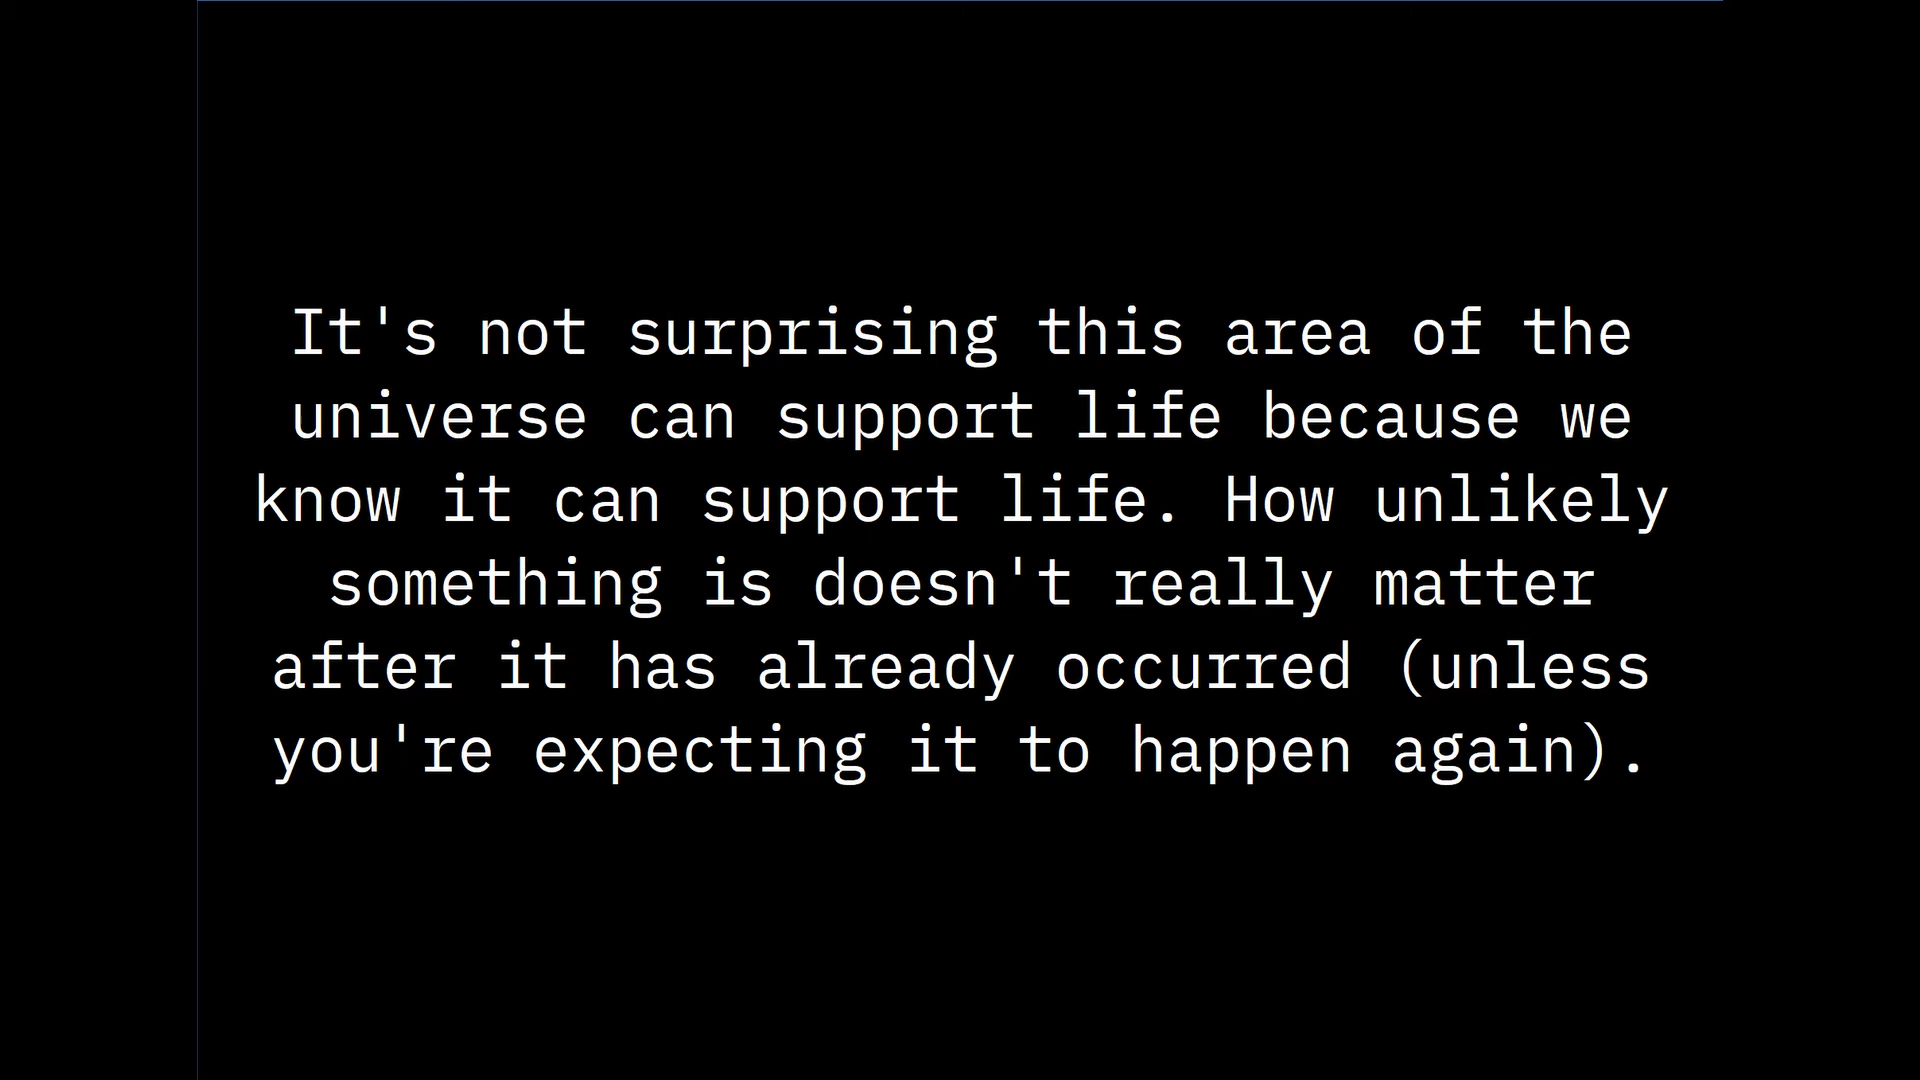 It's not surprising this area of the
universe can support life because we
know it can support life. How unlikely
something is doesn't really matter
after it has already occurred (unless
you're expecting it to happen again).